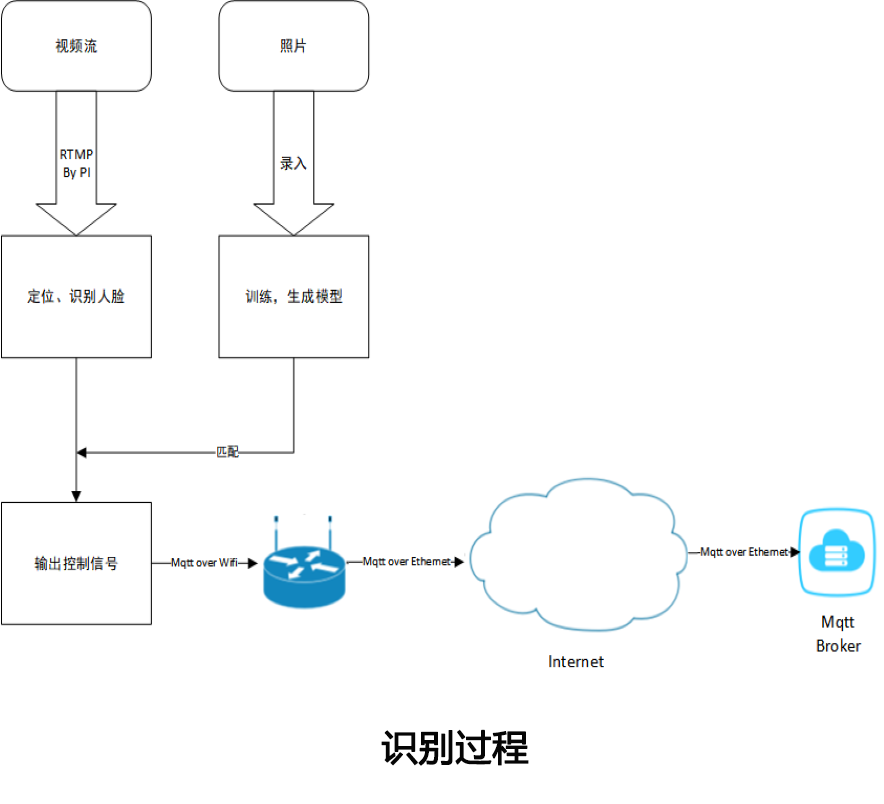 视频流
照片
RTMP
By PI
录入
定位、识别人脸
训练，生成模型
匹配
输出控制信号
Mqtt over Wifi
Mqtt over Ethernet
Mqtt over Ethernet
Internet
Mqtt
Broker
识别过程